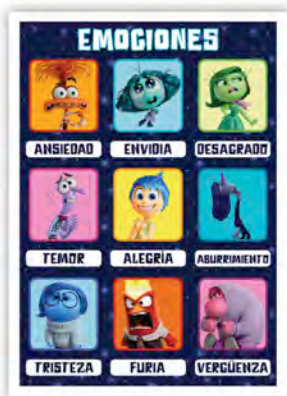 EMOCIONES
ANSIEDAD ENVIDIA DESAGRADO
TEMOR ALEGRÍA ABURRIMIENTO
TRISTEZA FURIA VERGÜENZA